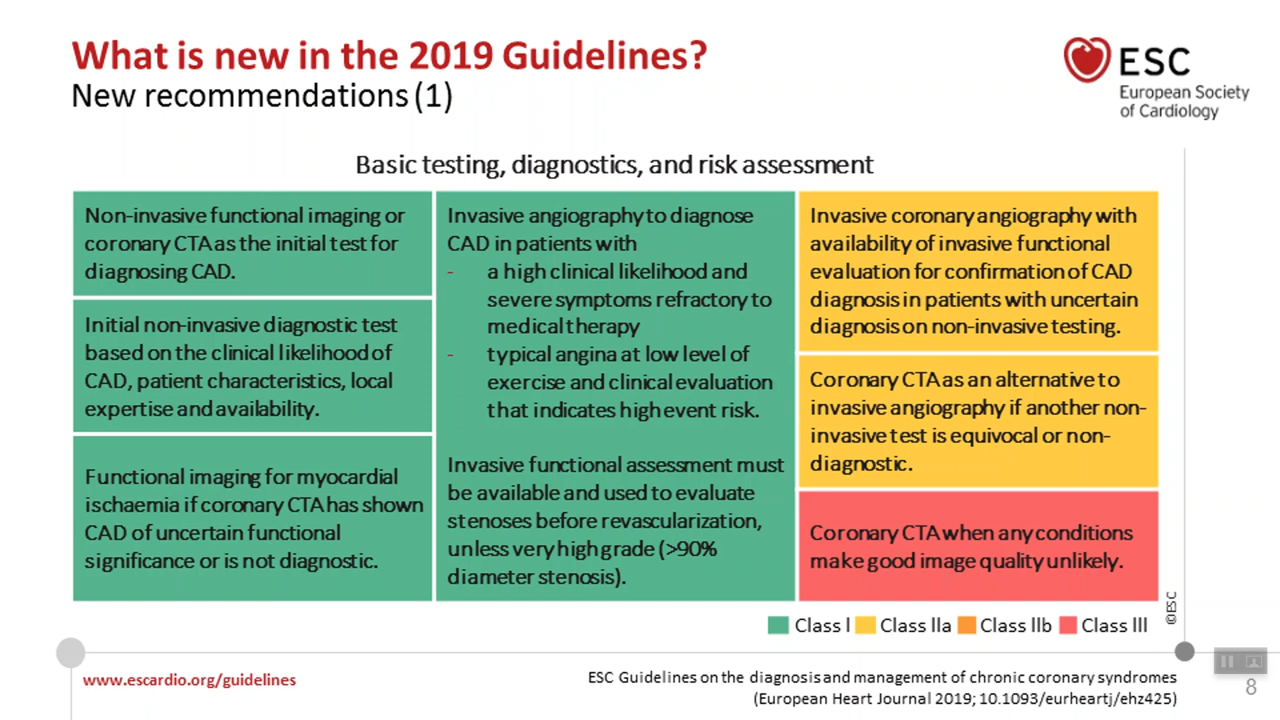 What is new in the 2019 Guidelines?
New recommendations (1)
ESC
European Society
of Cardiology
Basic testing, diagnostics, and risk assessment
Non-invasive functional imaging or
coronary CTA as the initial test for
diagnosing CAD.
Initial non-invasive diagnostic test
based on the clinical likelihood of
CAD, patient characteristics, local
expertise and availability.
Functional imaging for myocardial
ischaemia if coronary CTA has shown
CAD of uncertain functional
significance or is not diagnostic.
Invasive angiography to diagnose
CAD in patients with
- a high clinical likelihood and
severe symptoms refractory to
medical therapy
- typical angina at low level of
exercise and clinical evaluation
that indicates high event risk.
Invasive functional assessment must
be available and used to evaluate
stenoses before revascularization,
unless very high grade (>90%
diameter stenosis).
Invasive coronary angiography with
availability of invasive functional
evaluation for confirmation of CAD
diagnosis in patients with uncertain
diagnosis on non-invasive testing.
Coronary CTA as an alternative to
invasive angiography if another non-
invasive test is equivocal or non-
diagnostic.
Coronary CTA when any conditions
make good image quality unlikely.
Class I Class IIa Class IIb Class III
©ESC
www.escardio.org/guidelines
ESC Guidelines on the diagnosis and management of chronic coronary syndromes
(European Heart Journal 2019; 10.1093/eurheartj/ehz425)
8